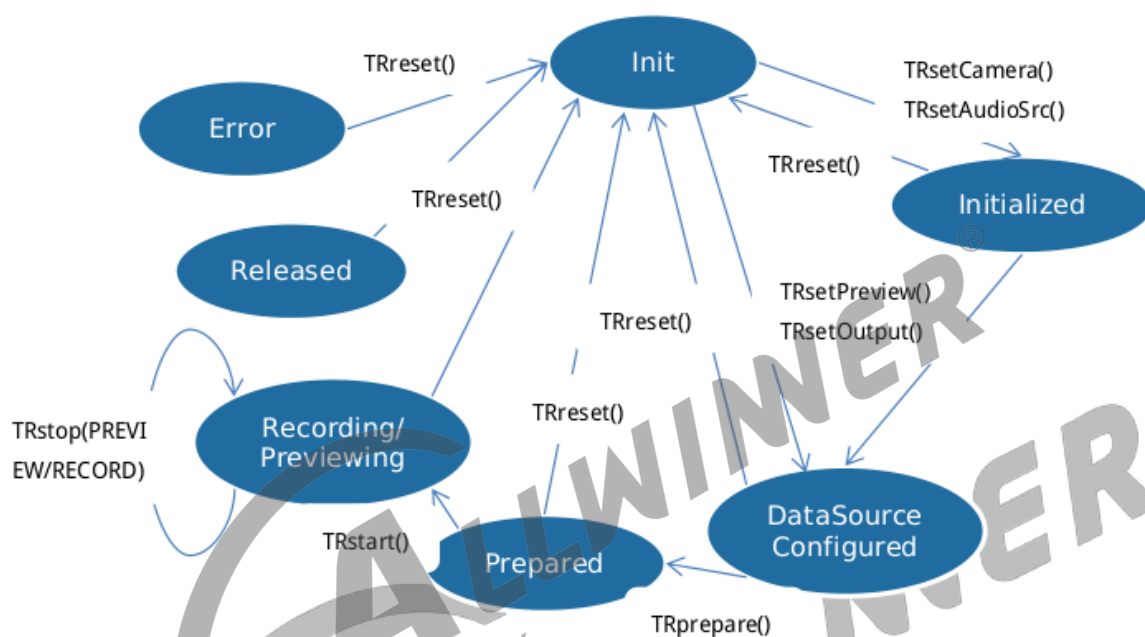 Init
TRreset()
TRsetCamera()
TRsetAudioSrc()
Error
TRreset()
TRreset()
Initialized
Released
TRsetPreview()
TRreset()
TRsetOutput()
TRreset()
TRstop(PREVI
EW/RECORD)
Recording/
Previewing
DataSource
Configured
TRstart()
Prepared
TRprepare()
ALLWINNER
®
NNER